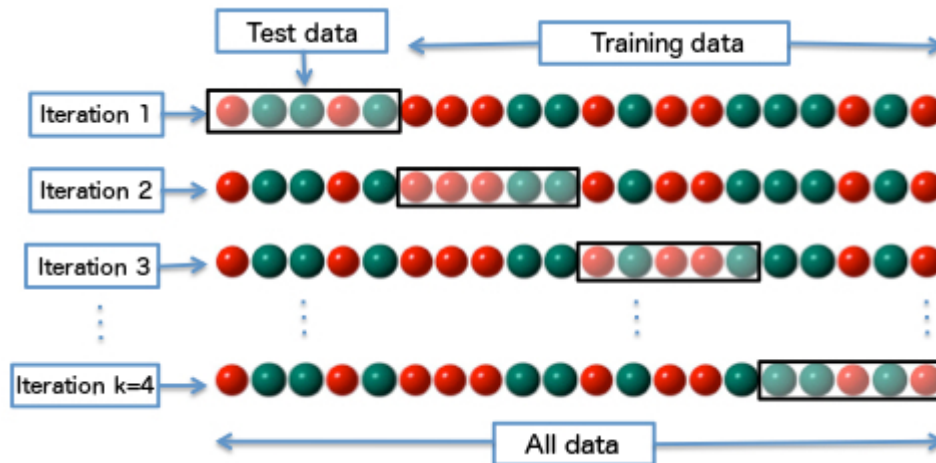 Test data
Training data
Iteration 1
Iteration 2
Iteration 3
Iteration k=4
All data